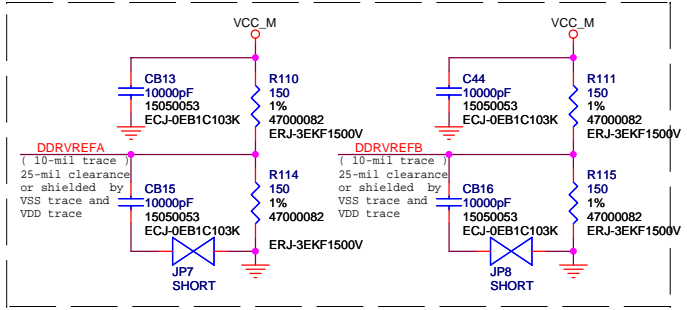 VCC_M
CB13
10000pF
15050053
ECJ-0EB1C103K
R110
150
1%
47000082
ERJ-3EKF1500V
DDRVREFA
( 10-mil trace )
25-mil clearance
or shielded by
VSS trace and
VDD trace
CB15
10000pF
15050053
ECJ-0EB1C103K
R114
150
1%
47000082
ERJ-3EKF1500V
JP7
SHORT
VCC_M
C44
10000pF
15050053
ECJ-0EB1C103K
R111
150
1%
47000082
ERJ-3EKF1500V
DDRVREFB
( 10-mil trace )
25-mil clearance
or shielded by
VSS trace and
VDD trace
CB16
10000pF
15050053
ECJ-0EB1C103K
R115
150
1%
47000082
ERJ-3EKF1500V
JP8
SHORT